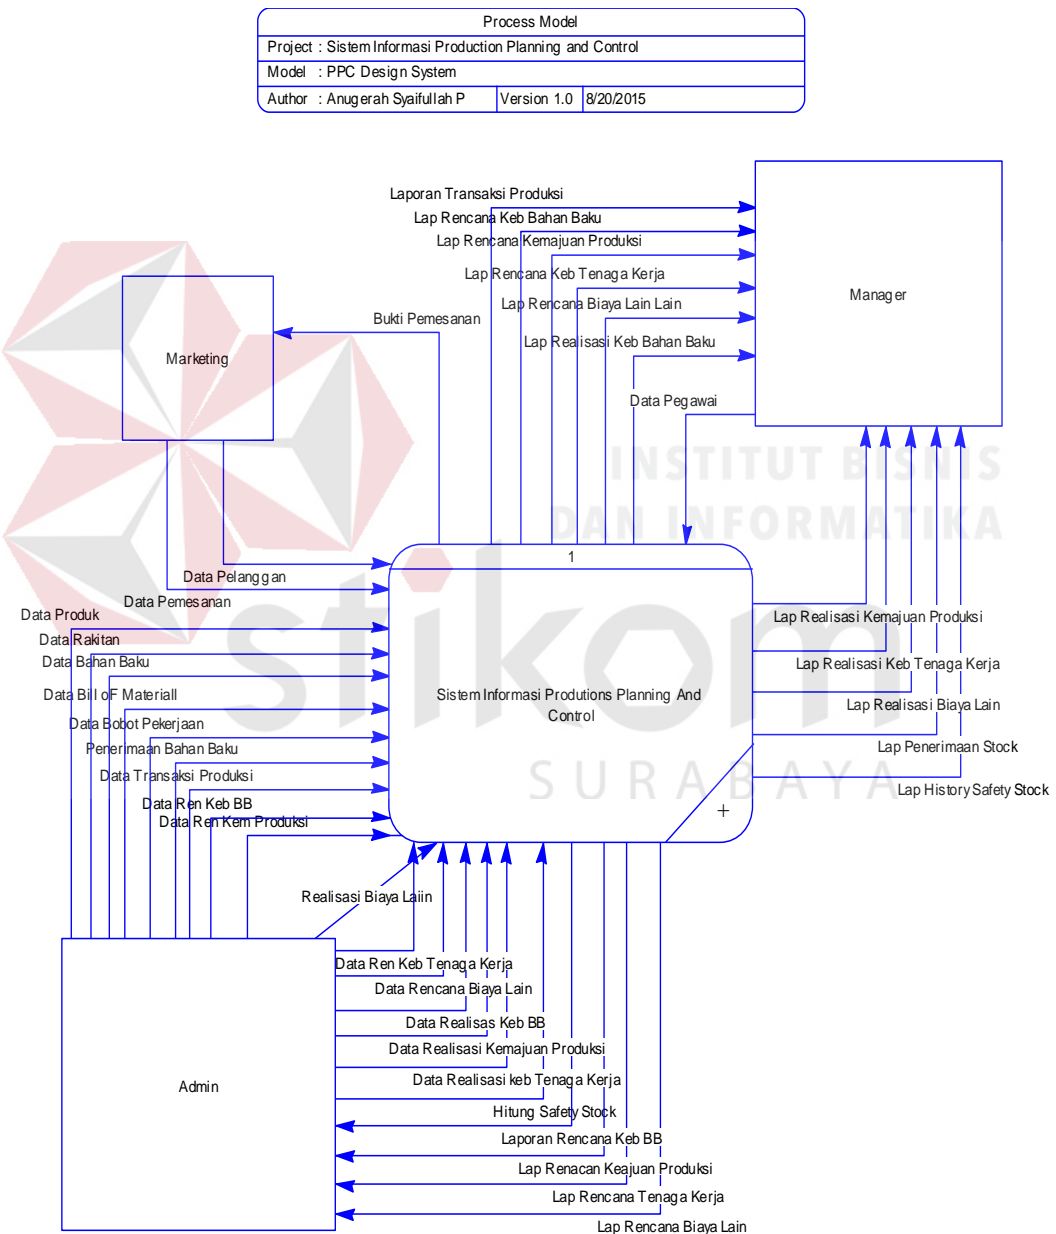 Process Model
Project : Sistem Informasi Production Planning and Control
Model : PPC Design System
Author : Anugerah Syaifullah P Version 1.0 8/20/2015
Laporan Transaksi Produksi
Lap Rencana Keb Bahan Baku
Lap Rencana Kemajuan Produksi
Lap Rencana Keb Tenaga Kerja
Lap Rencana Biaya Lain Lain
Lap Realisasi Keb Bahan Baku
Manager
Bukti Pemesanan
Marketing
Data Pegawai
INSTITUT BISNIS
DAN INFORMATIKA
stikom
SURABAYA
1
Data Pelanggan
Data Pemesanan
Data Produk
Data Rakitan
Data Bahan Baku
Data Bill oF Materiall
Data Bobot Pekerjaan
Penerimaan Bahan Baku
Data Transaksi Produksi
Data Ren Keb BB
Data Ren Kem Produksi
Sistem Informasi Produtions Planning And
Control
+
Lap Realisasi Kemajuan Produksi
Lap Realisasi Keb Tenaga Kerja
Lap Realisasi Biaya Lain
Lap Penerimaan Stock
Lap History Safety Stock
Realisasi Biaya Laiin
Data Ren Keb Tenaga Kerja
Data Rencana Biaya Lain
Data Realisas Keb BB
Data Realisasi Kemajuan Produksi
Data Realisasi keb Tenaga Kerja
Admin
Hitung Safety Stock
Laporan Rencana Keb BB
Lap Renacan Keajuan Produksi
Lap Rencana Tenaga Kerja
Lap Rencana Biaya Lain